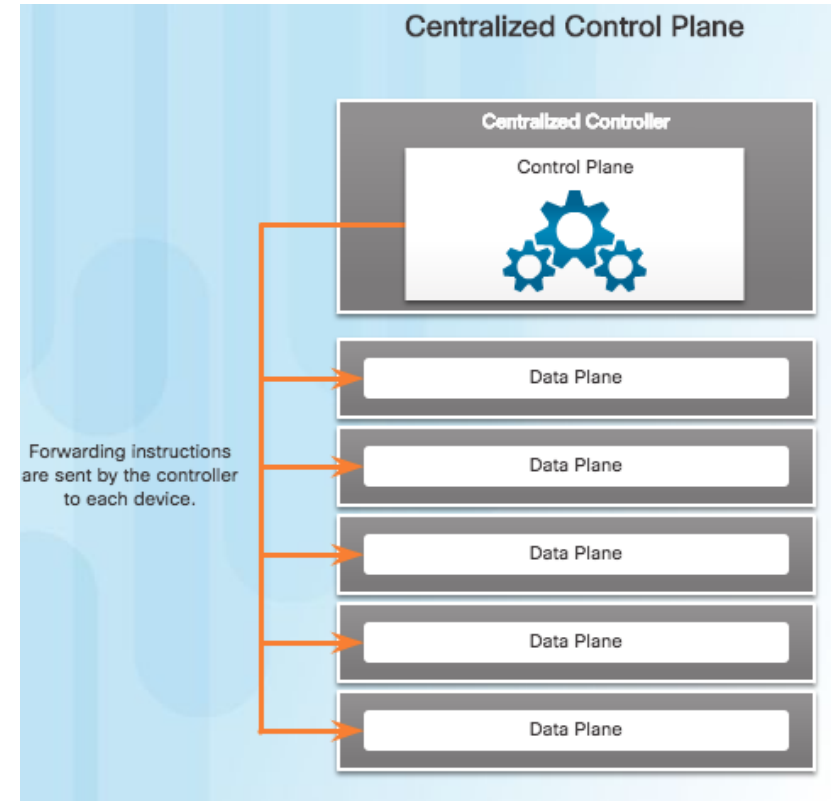 Centralized Control Plane
Centralized Controller
Control Plane
Data Plane
Data Plane
Forwarding instructions
are sent by the controller
to each device.
Data Plane
Data Plane
Data Plane